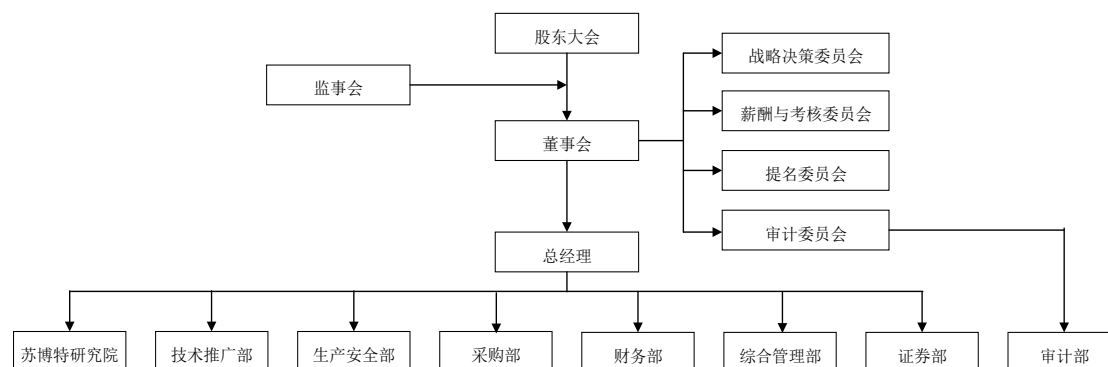 股东大会
战略决策委员会
监事会
薪酬与考核委员会
董事会
提名委员会
审计委员会
总经理
苏博特研究院
技术推广部
生产安全部
采购部
财务部
综合管理部
证券部
审计部